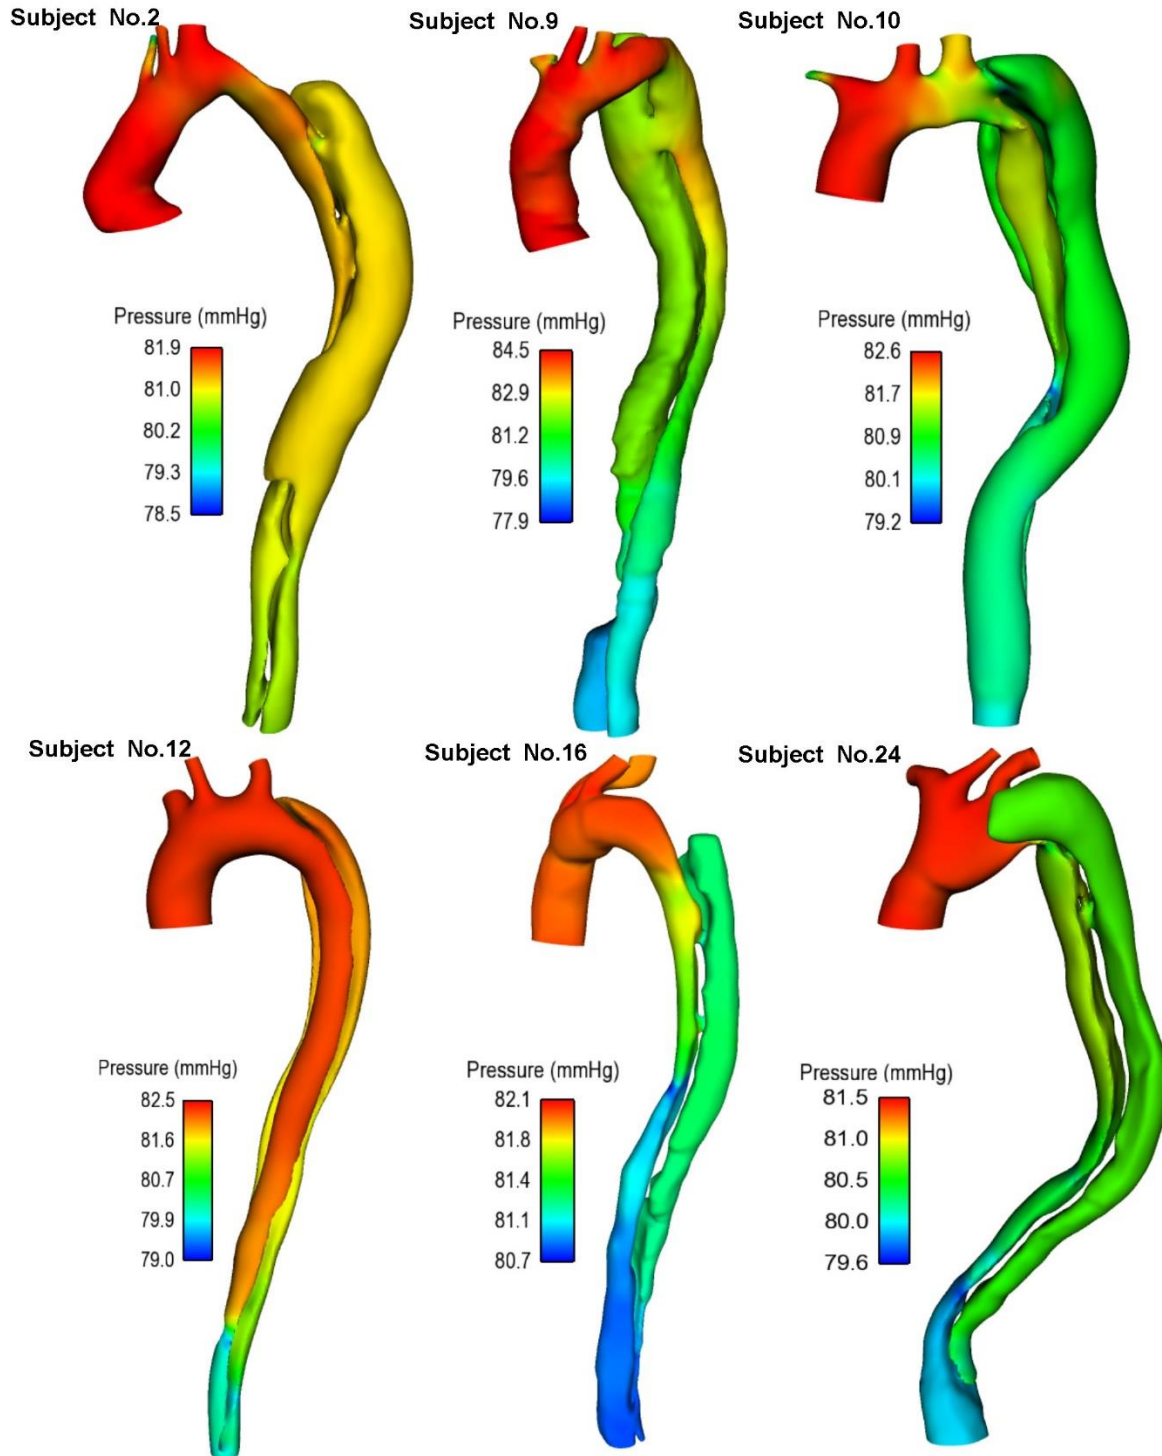 Subject No.2
Subject No.9
Subject No.10
Pressure (mmHg)
81.9
81.0
80.2
79.3
78.5
Pressure (mmHg)
84.5
82.9
81.2
79.6
77.9
Pressure (mmHg)
82.6
81.7
80.9
80.1
79.2
Subject No.12
Subject No.16
Subject No.24
Pressure (mmHg)
82.5
81.6
80.7
79.9
79.0
Pressure (mmHg)
82.1
81.8
81.4
81.1
80.7
Pressure (mmHg)
81.5
81.0
80.5
80.0
79.6